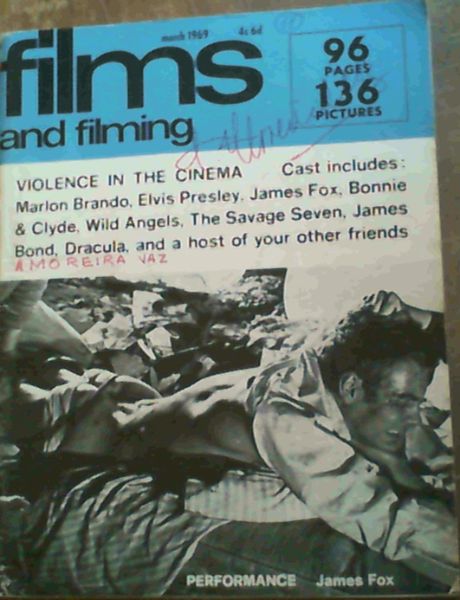 march 1969 4s 6d
films
and filming
96
PAGES
136
PICTURES
VIOLENCE IN THE CINEMA Cast includes:
Marlon Brando, Elvis Presley, James Fox, Bonnie
& Clyde, Wild Angels, The Savage Seven, James
Bond, Dracula, and a host of your other friends
AMOREIRA VAZ
PERFORMANCE James Fox